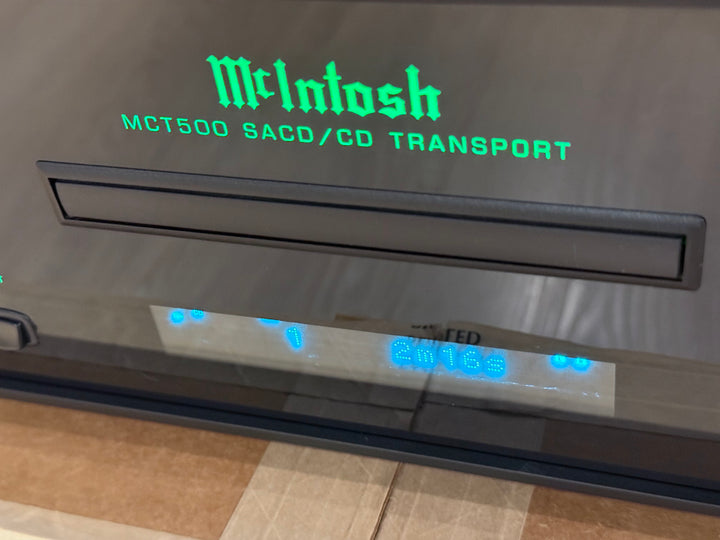 McIntosh
MCT500 SACD/CD TRANSPORT
1 2m16s